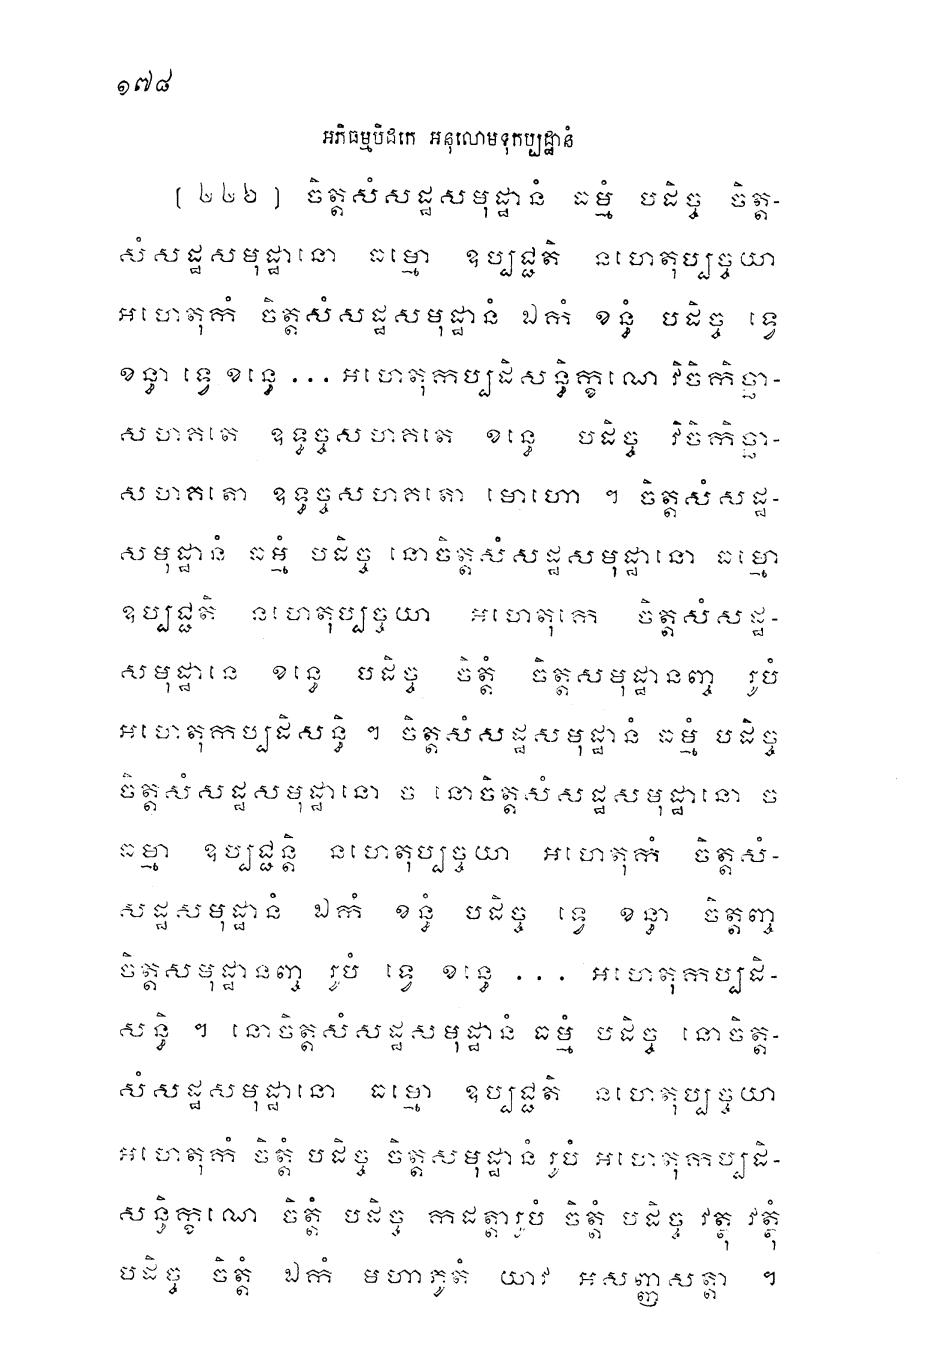 ១៧៨
អភិធម្មបិដកេ អនុលោមទុកប្បដ្ឋានំ
[ ២២៦ ] ចិត្តសំសដ្ឋសមុដ្ឋានំ ធម្មំ បដិច្ច ចិត្ត-
សំសដ្ឋសមុដ្ឋានោ ធម្មោ ឧប្បជ្ជតិ នហេតុប្បច្ចយា
អហេតុកំ ចិត្តសំសដ្ឋសមុដ្ឋានំ ឯកំ ខន្ធំ បដិច្ច ទ្វេ
ខន្ធា ទ្វេ ខន្ធេ ... អហេតុកប្បដិសន្ធិក្ខណេ វិចិកិច្ឆា-
សហគតេ ឧទ្ធច្ចសហគតេ ខន្ធេ បដិច្ច វិចិកិច្ឆា-
សហគតោ ឧទ្ធច្ចសហគតោ មោហោ ។ ចិត្តសំសដ្ឋ-
សមុដ្ឋានំ ធម្មំ បដិច្ច នោចិត្តសំសដ្ឋសមុដ្ឋានោ ធម្មោ
ឧប្បជ្ជតិ នហេតុប្បច្ចយា អហេតុកេ ចិត្តសំសដ្ឋ-
សមុដ្ឋានេ ខន្ធេ បដិច្ច ចិត្តំ ចិត្តសមុដ្ឋានញ្ច រូបំ
អហេតុកប្បដិសន្ធិ ។ ចិត្តសំសដ្ឋសមុដ្ឋានំ ធម្មំ បដិច្ច
ចិត្តសំសដ្ឋសមុដ្ឋានោ ច នោចិត្តសំសដ្ឋសមុដ្ឋានោ ច
ធម្មា ឧប្បជ្ជន្តិ នហេតុប្បច្ចយា អហេតុកំ ចិត្តសំ-
សដ្ឋសមុដ្ឋានំ ឯកំ ខន្ធំ បដិច្ច ទ្វេ ខន្ធា ចិត្តញ្ច
ចិត្តសមុដ្ឋានញ្ច រូបំ ទ្វេ ខន្ធេ ... អហេតុកប្បដិ-
សន្ធិ ។ នោចិត្តសំសដ្ឋសមុដ្ឋានំ ធម្មំ បដិច្ច នោចិត្ត-
សំសដ្ឋសមុដ្ឋានោ ធម្មោ ឧប្បជ្ជតិ នហេតុប្បច្ចយា
អហេតុកំ ចិត្តំ បដិច្ច ចិត្តសមុដ្ឋានំ រូបំ អហេតុកប្បដិ-
សន្ធិក្ខណេ ចិត្តំ បដិច្ច កដត្តារូបំ ចិត្តំ បដិច្ច វត្ថុ វត្ថុំ
បដិច្ច ចិត្តំ ឯកំ មហាភូតំ យាវ អសញ្ញសត្តា ។